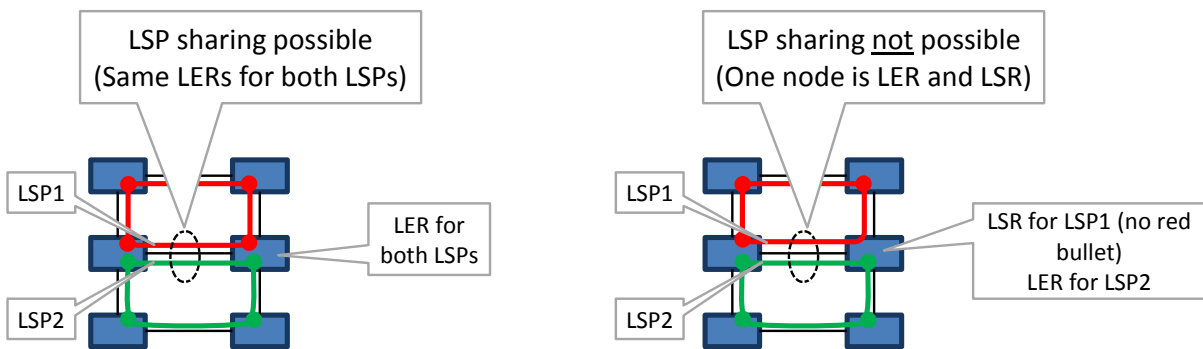 LSP sharing possible
(Same LERs for both LSPs)
LSP1
LER for
both LSPs
LSP2
LSP sharing not possible
(One node is LER and LSR)
LSP1
LSR for LSP1 (no red
bullet)
LER for LSP2
LSP2